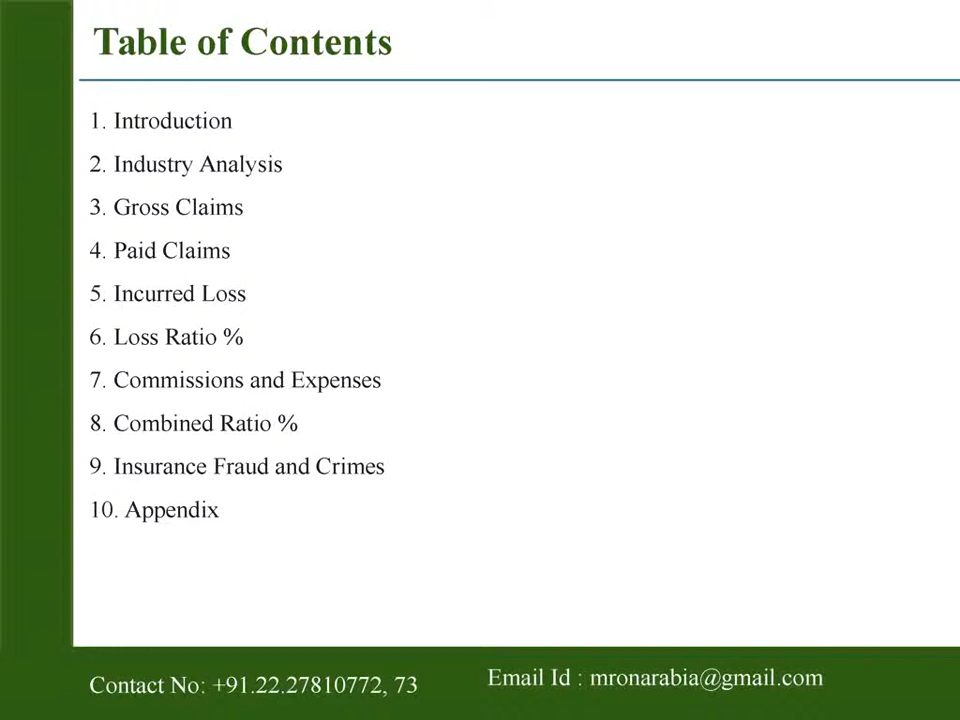 Table of Contents
1. Introduction
2. Industry Analysis
3. Gross Claims
4. Paid Claims
5. Incurred Loss
6. Loss Ratio %
7. Commissions and Expenses
8. Combined Ratio %
9. Insurance Fraud and Crimes
10. Appendix
Contact No: +91.22.27810772, 73
Email Id : mronarabia@gmail.com